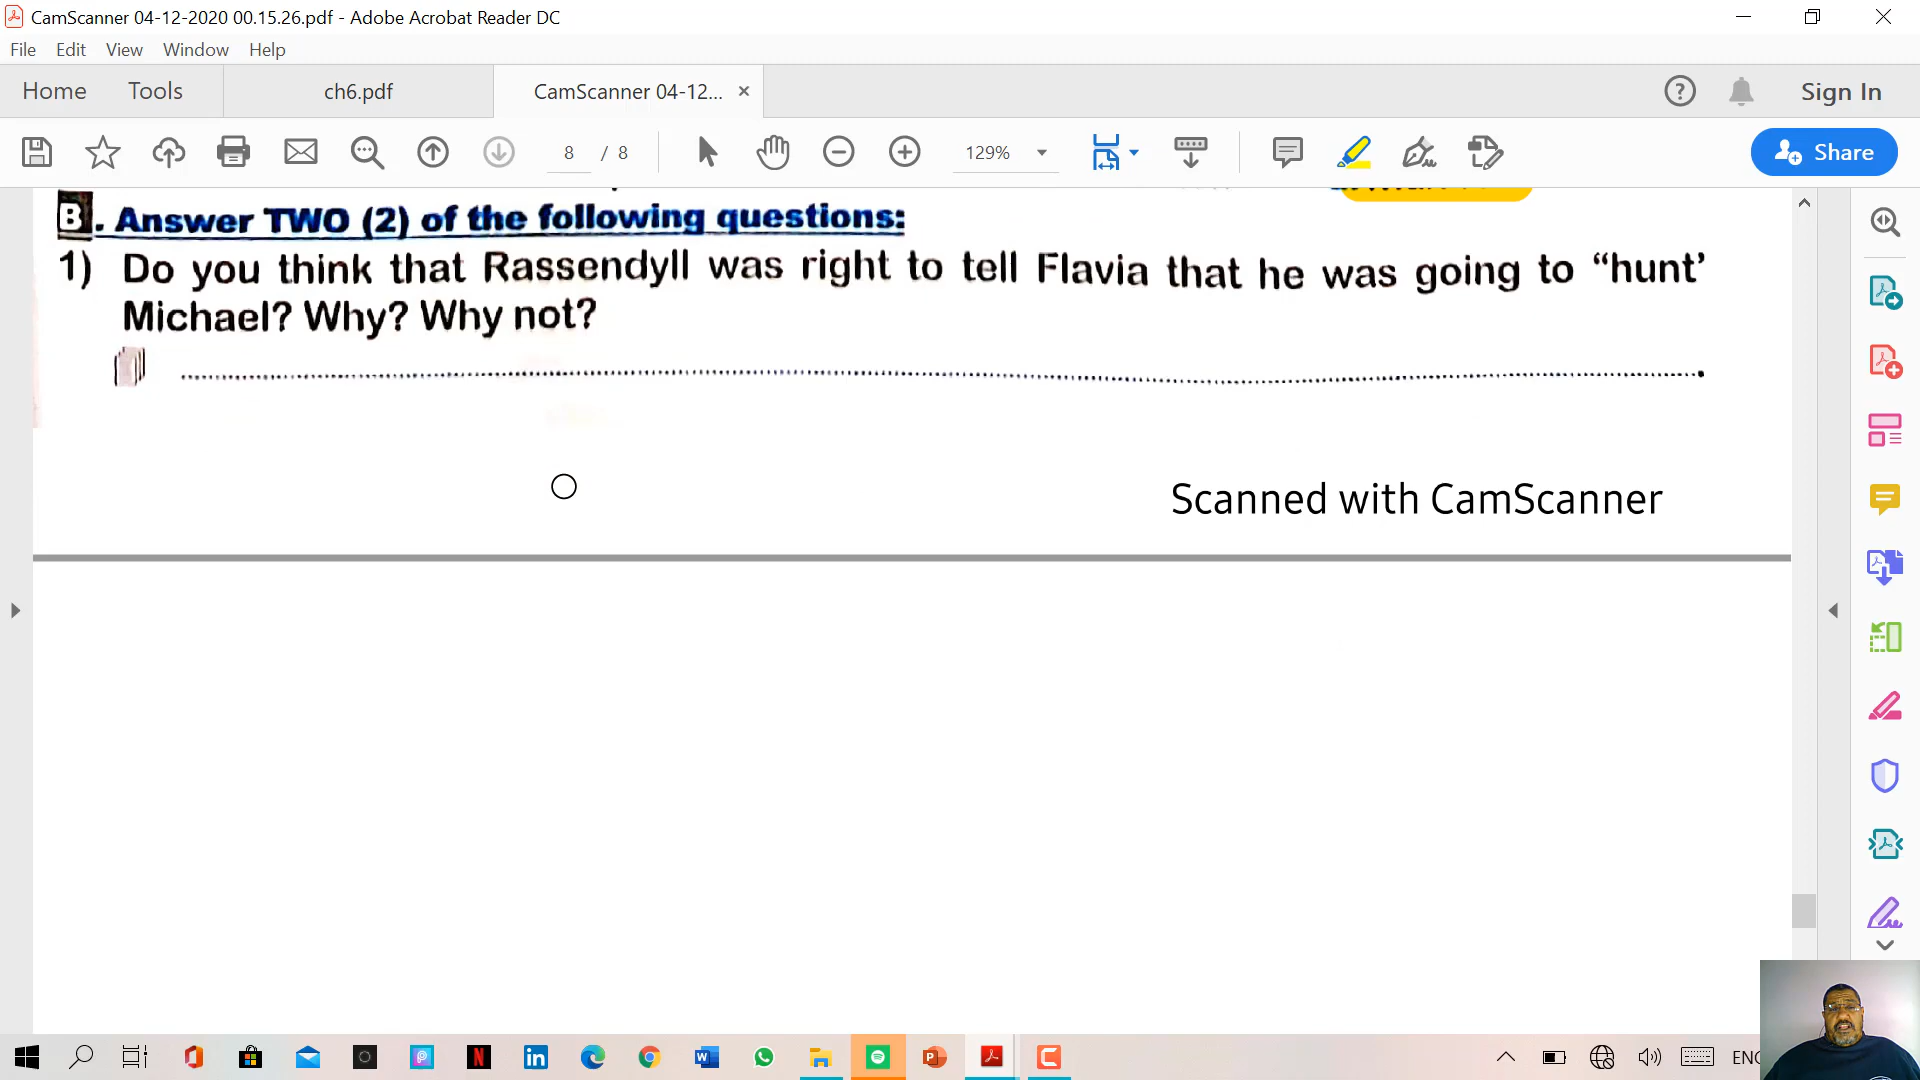 CamScanner 04-12-2020 00.15.26.pdf - Adobe Acrobat Reader DC
File Edit View Window Help
Home Tools ch6.pdf CamScanner 04-12... × Sign In
8 / 8 129% Share
B. Answer TWO (2) of the following questions:
1) Do you think that Rassendyll was right to tell Flavia that he was going to “hunt’
Michael? Why? Why not?
Scanned with CamScanner
ENG